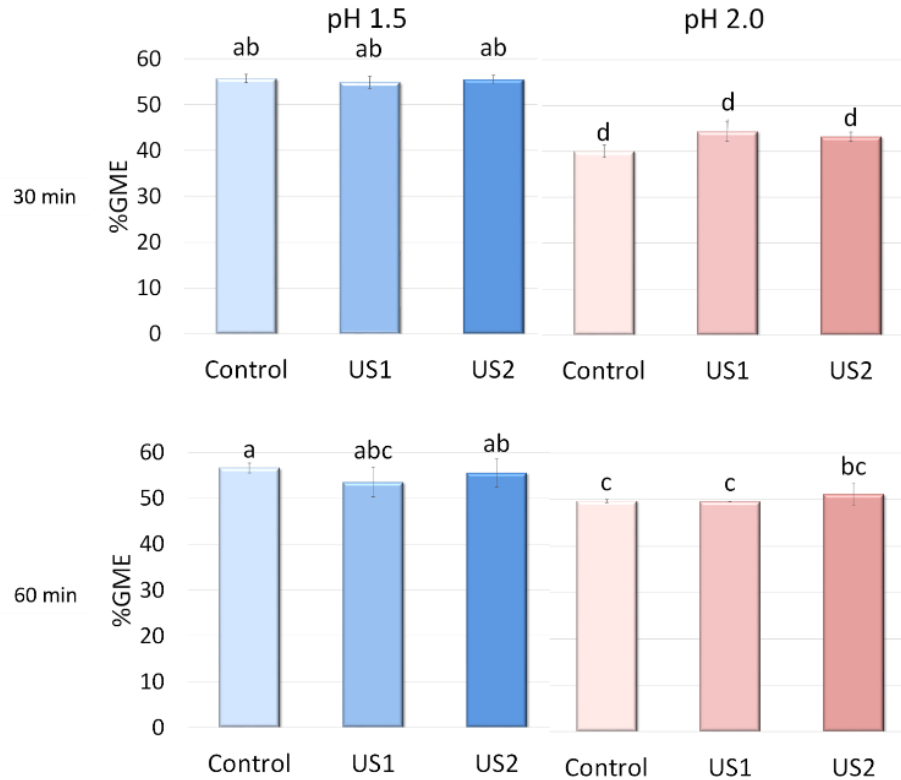 pH 1.5 pH 2.0
ab ab ab
d d d
60
50
40
30
20
10
0
%GME
30 min
Control US1 US2 Control US1 US2
a abc ab
c c bc
60
50
40
30
20
10
0
%GME
60 min
Control US1 US2 Control US1 US2